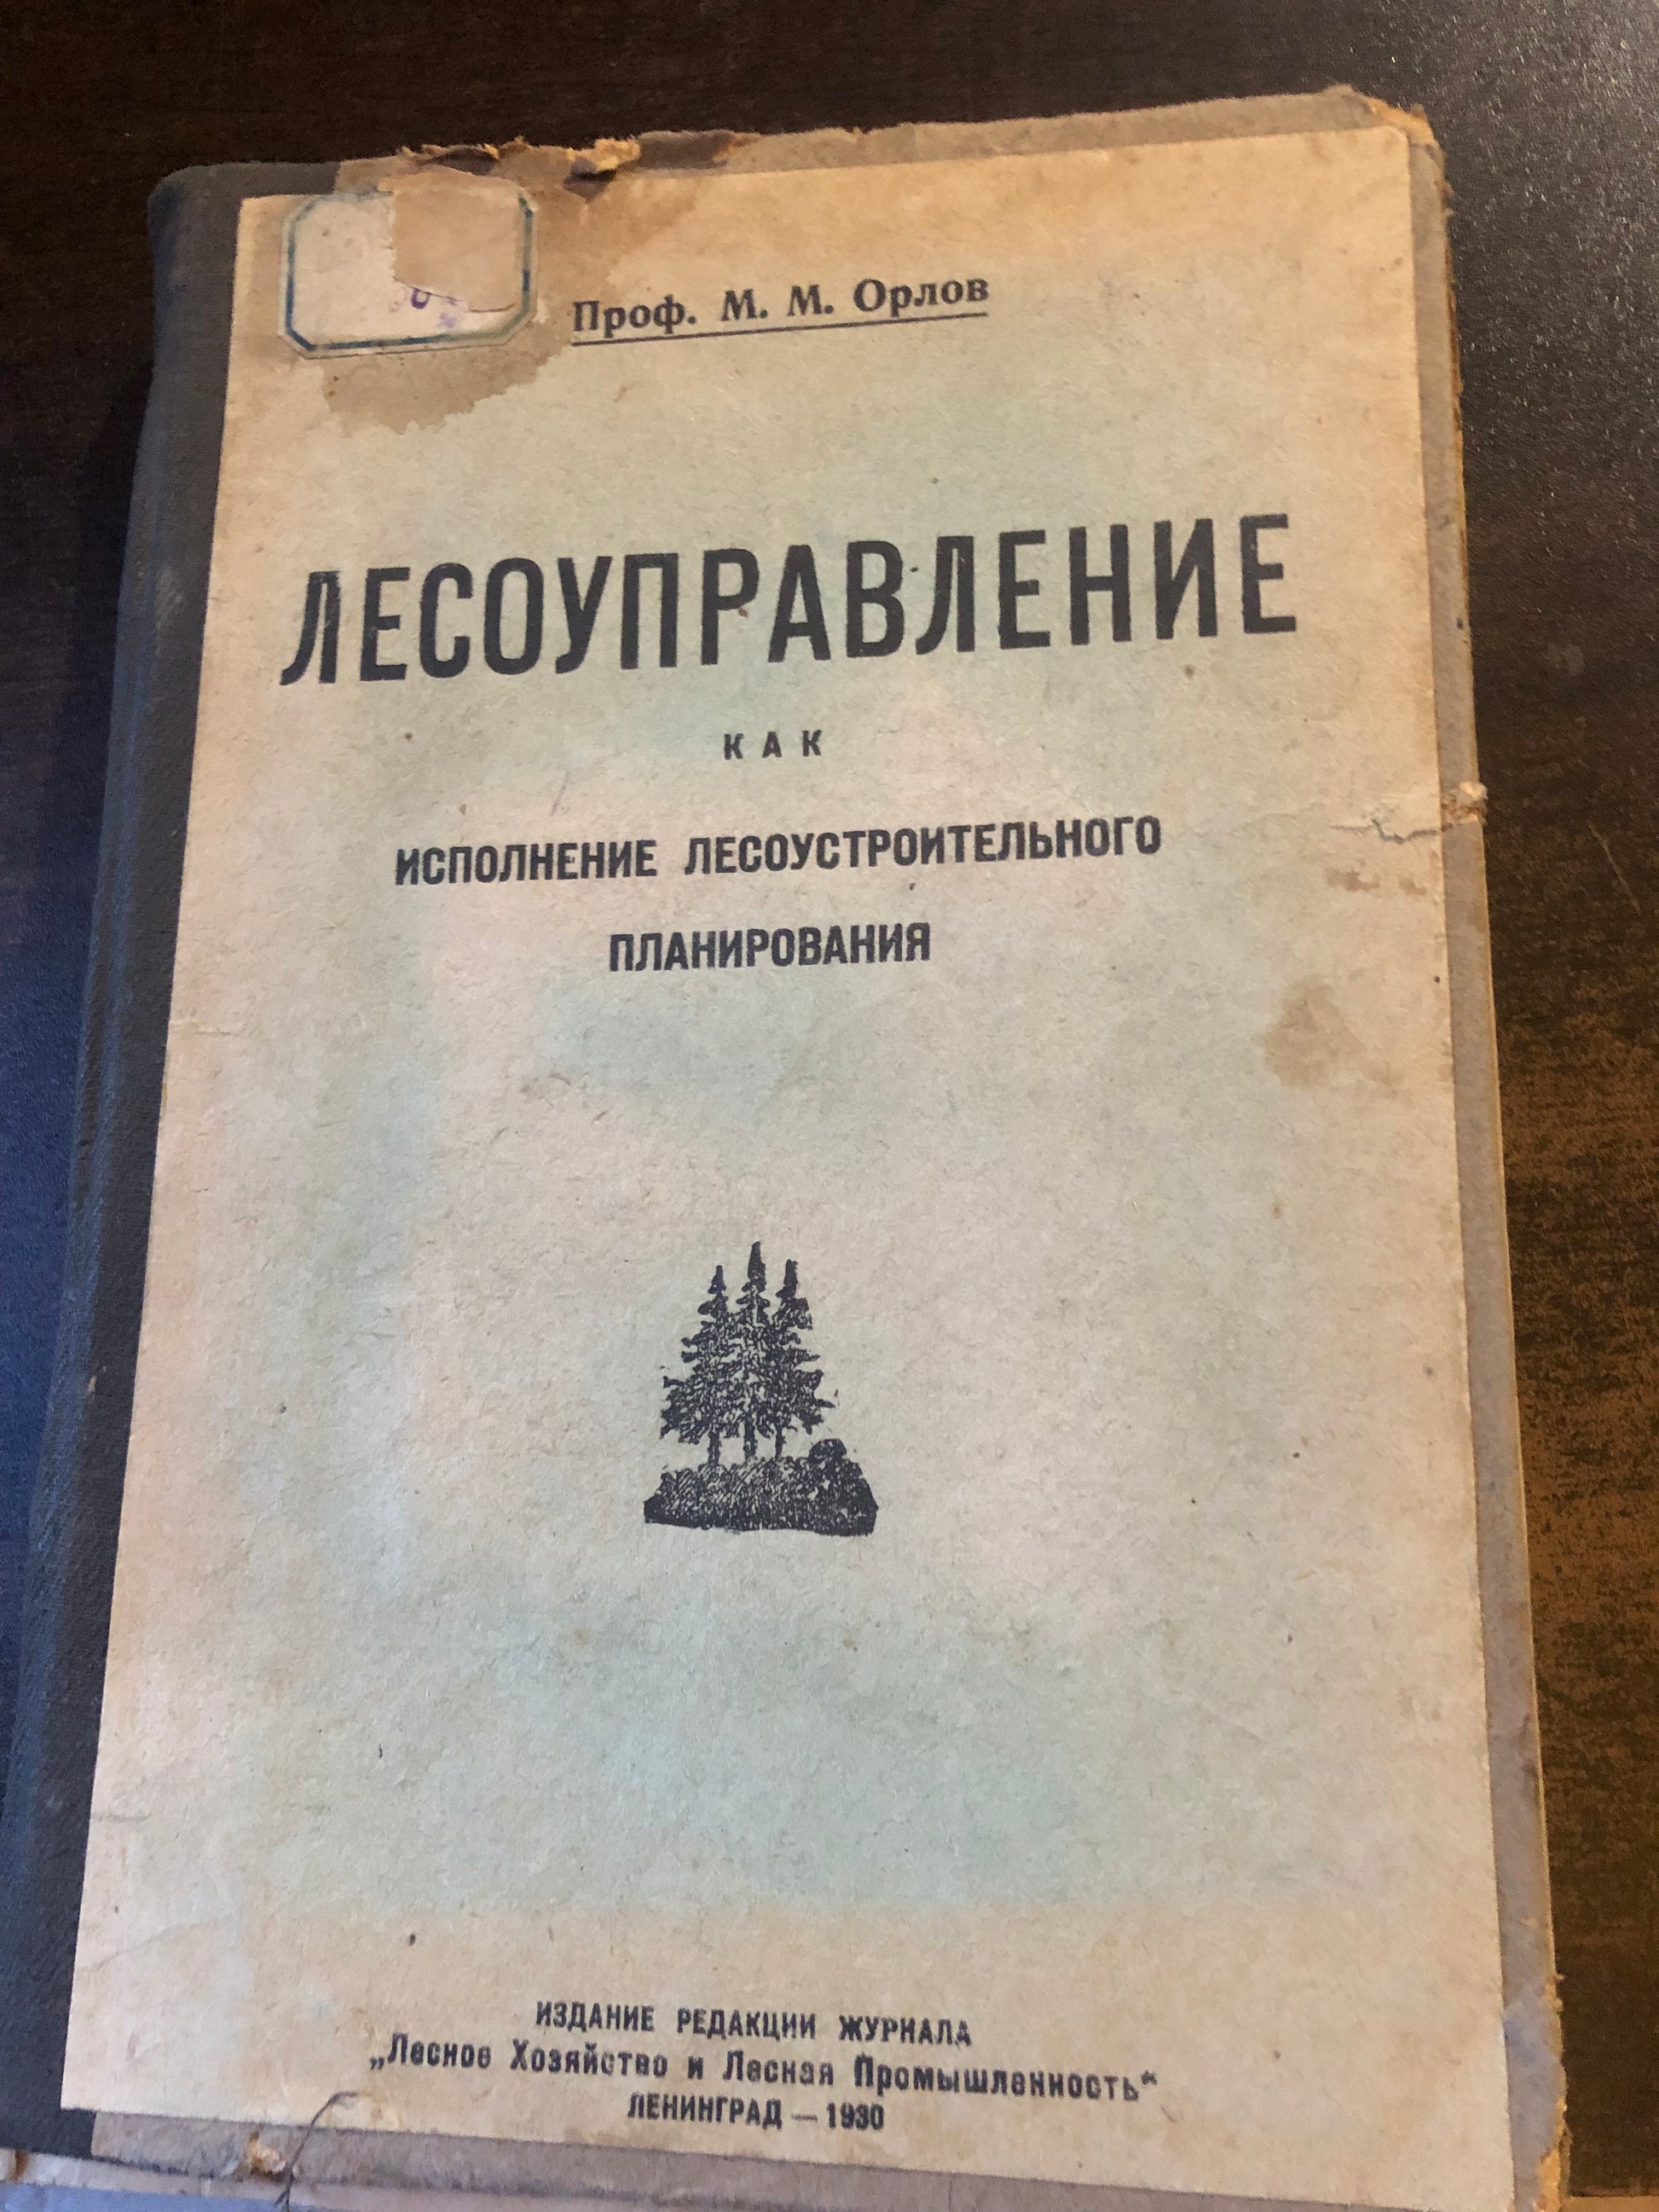 Проф. М. М. Орлов
ЛЕСОУПРАВЛЕНИЕ
КАК
ИСПОЛНЕНИЕ ЛЕСОУСТРОИТЕЛЬНОГО
ПЛАНИРОВАНИЯ
ИЗДАНИЕ РЕДАКЦИИ ЖУРНАЛА
„Лесное Хозяйство и Лесная Промышленность“
ЛЕНИНГРАД — 1930